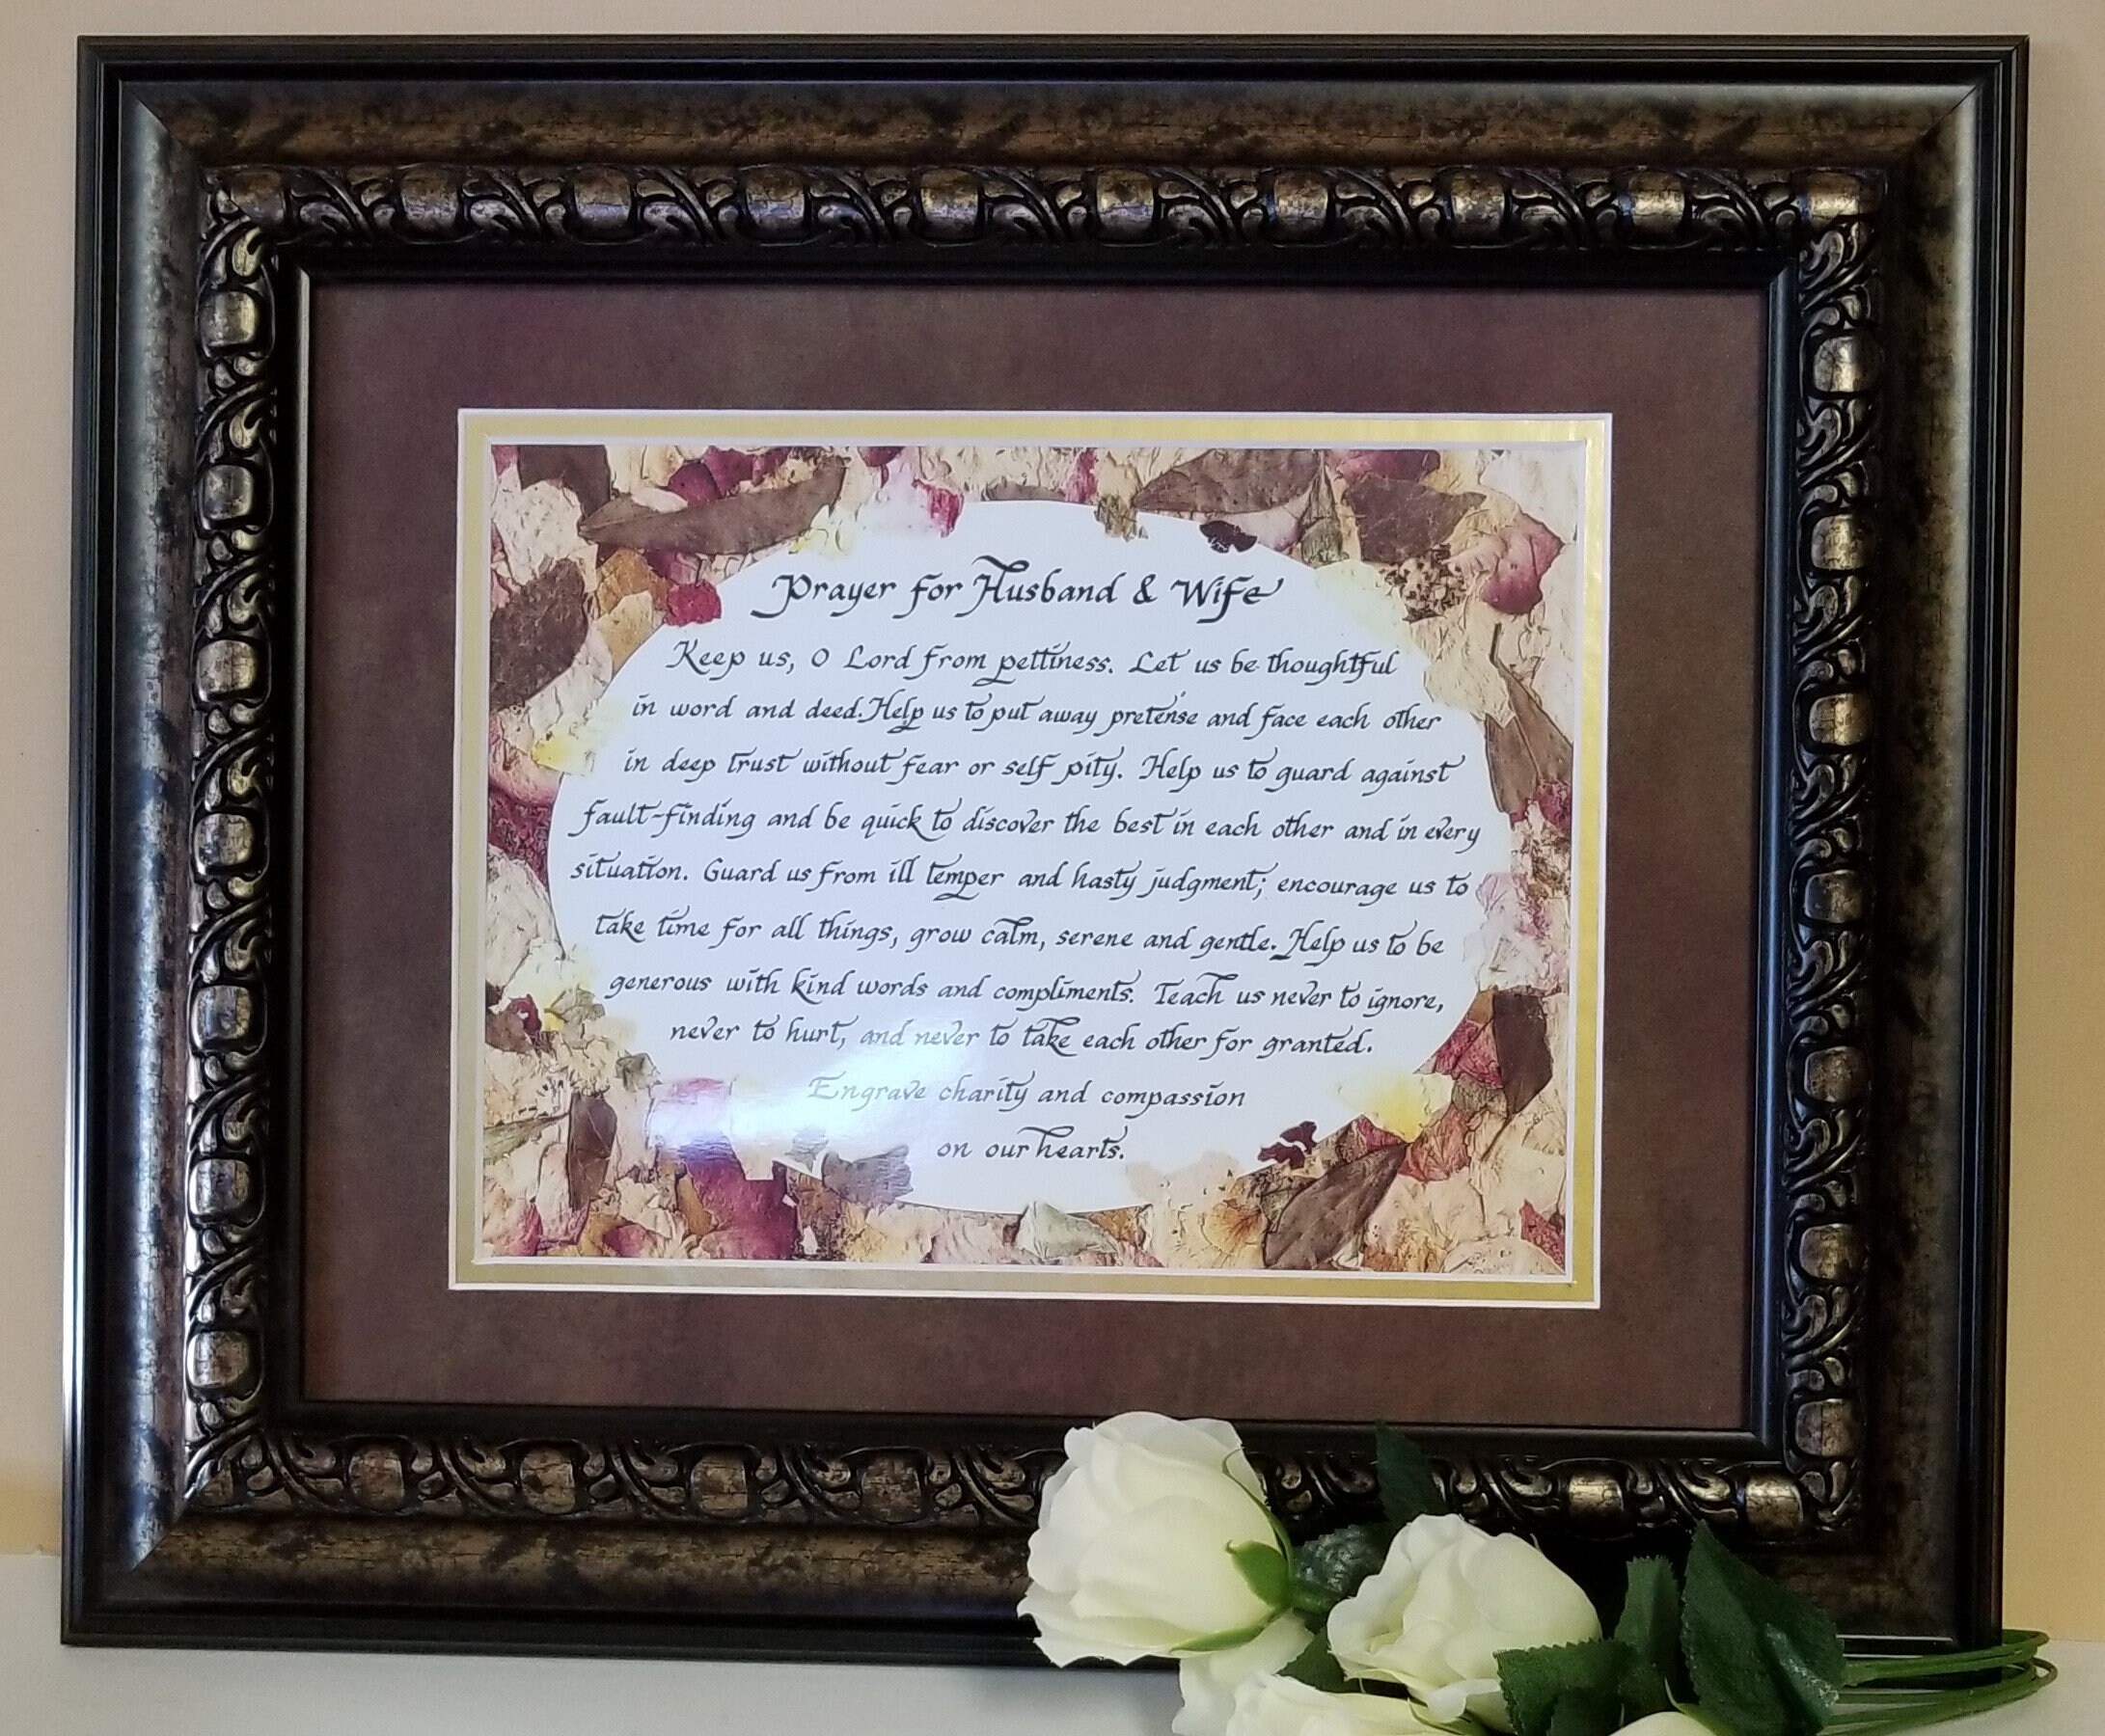 Prayer for Husband & Wife
Keep us, O Lord from pettiness. Let us be thoughtful
in word and deed. Help us to put away pretense and face each other
in deep trust without fear or self pity. Help us to guard against
fault-finding and be quick to discover the best in each other and in every
situation. Guard us from ill temper and hasty judgment; encourage us to
take time for all things, grow calm, serene and gentle. Help us to be
generous with kind words and compliments. Teach us never to ignore,
never to hurt, and never to take each other for granted.
Engrave charity and compassion
on our hearts.